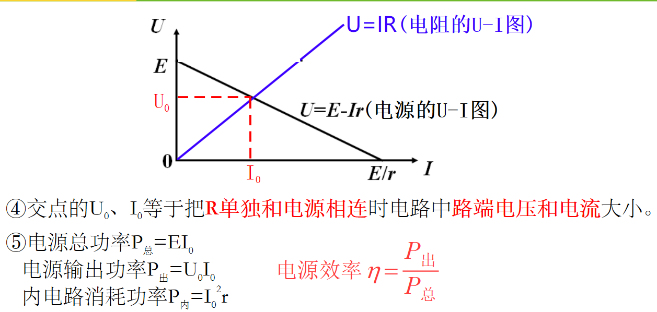 U
U=IR(电阻的U-I图)
E
U₀
U=E-Ir(电源的U-I图)
0
I₀
E/r
I
④交点的U₀、I₀等于把R单独和电源相连时电路中路端电压和电流大小。
⑤电源总功率P总=EI₀
电源输出功率P出=U₀I₀
电源效率 η=P出/P总
内电路消耗功率P内=I₀²r